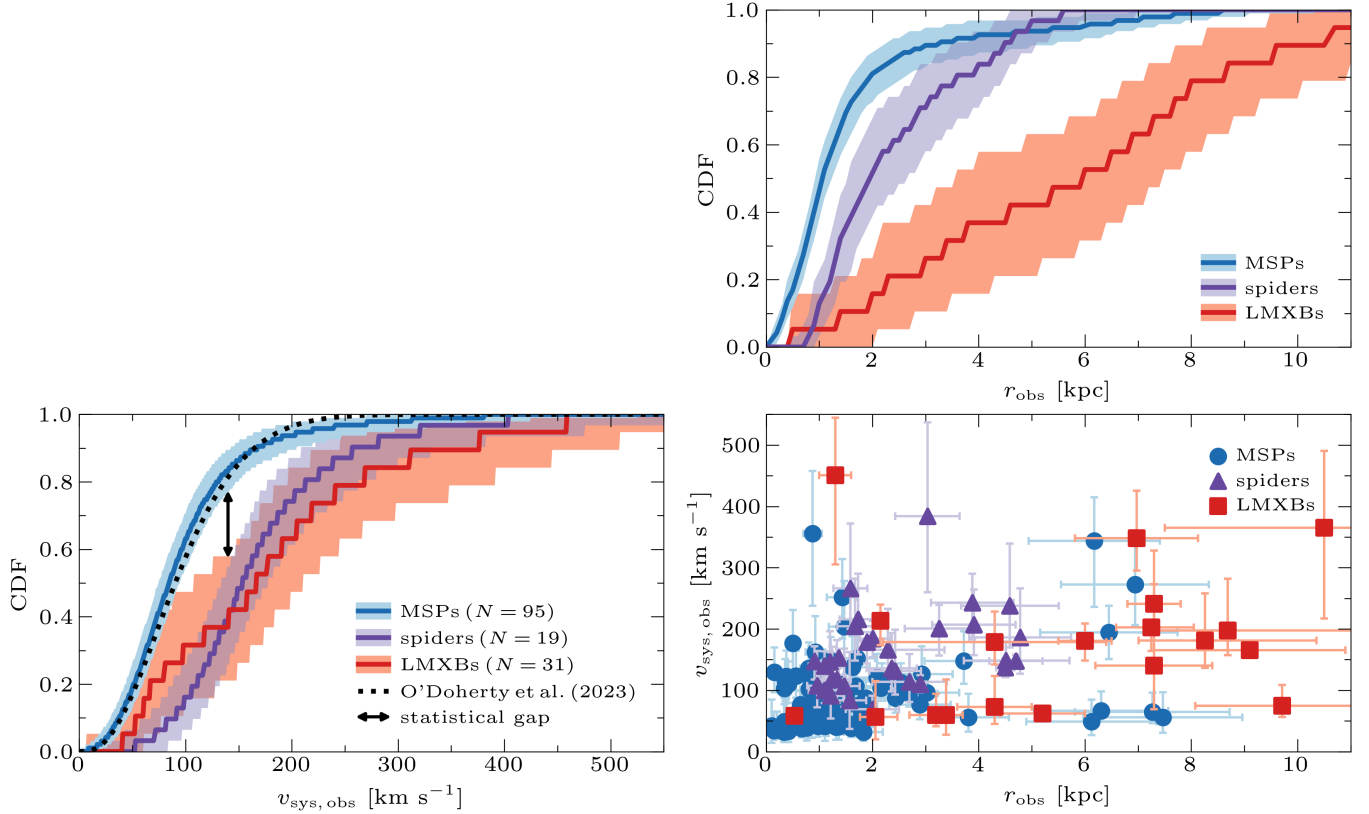 1.0
0.8
0.6
0.4
0.2
0.0
CDF
MSPs
spiders
LMXBs
0 2 4 6 8 10
r_obs [kpc]
1.0
0.8
0.6
0.4
0.2
0.0
CDF
MSPs (N = 95)
spiders (N = 19)
LMXBs (N = 31)
O'Doherty et al. (2023)
statistical gap
0 100 200 300 400 500
v_sys, obs [km s⁻¹]
500
400
300
200
100
0
v_sys, obs [km s⁻¹]
MSPs
spiders
LMXBs
0 2 4 6 8 10
r_obs [kpc]